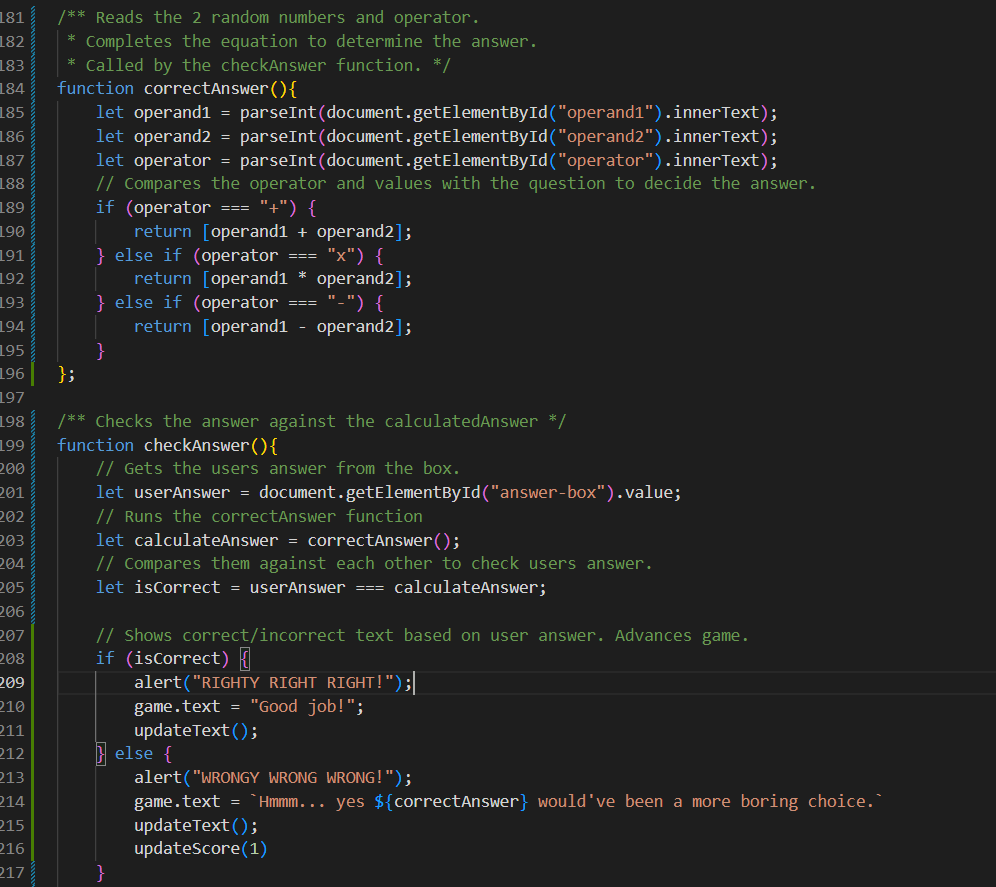 181 /** Reads the 2 random numbers and operator.
182 * Completes the equation to determine the answer.
183 * Called by the checkAnswer function. */
184 function correctAnswer(){
185 let operand1 = parseInt(document.getElementById("operand1").innerText);
186 let operand2 = parseInt(document.getElementById("operand2").innerText);
187 let operator = parseInt(document.getElementById("operator").innerText);
188 // Compares the operator and values with the question to decide the answer.
189 if (operator === "+") {
190 return [operand1 + operand2];
191 } else if (operator === "x") {
192 return [operand1 * operand2];
193 } else if (operator === "-") {
194 return [operand1 - operand2];
195 }
196 };
197
198 /** Checks the answer against the calculatedAnswer */
199 function checkAnswer(){
200 // Gets the users answer from the box.
201 let userAnswer = document.getElementById("answer-box").value;
202 // Runs the correctAnswer function
203 let calculateAnswer = correctAnswer();
204 // Compares them against each other to check users answer.
205 let isCorrect = userAnswer === calculateAnswer;
206
207 // Shows correct/incorrect text based on user answer. Advances game.
208 if (isCorrect) {
209 alert("RIGHTY RIGHT RIGHT!");
210 game.text = "Good job!";
211 updateText();
212 } else {
213 alert("WRONGY WRONG WRONG!");
214 game.text = `Hmmm... yes ${correctAnswer} would've been a more boring choice.`
215 updateText();
216 updateScore(1)
217 }